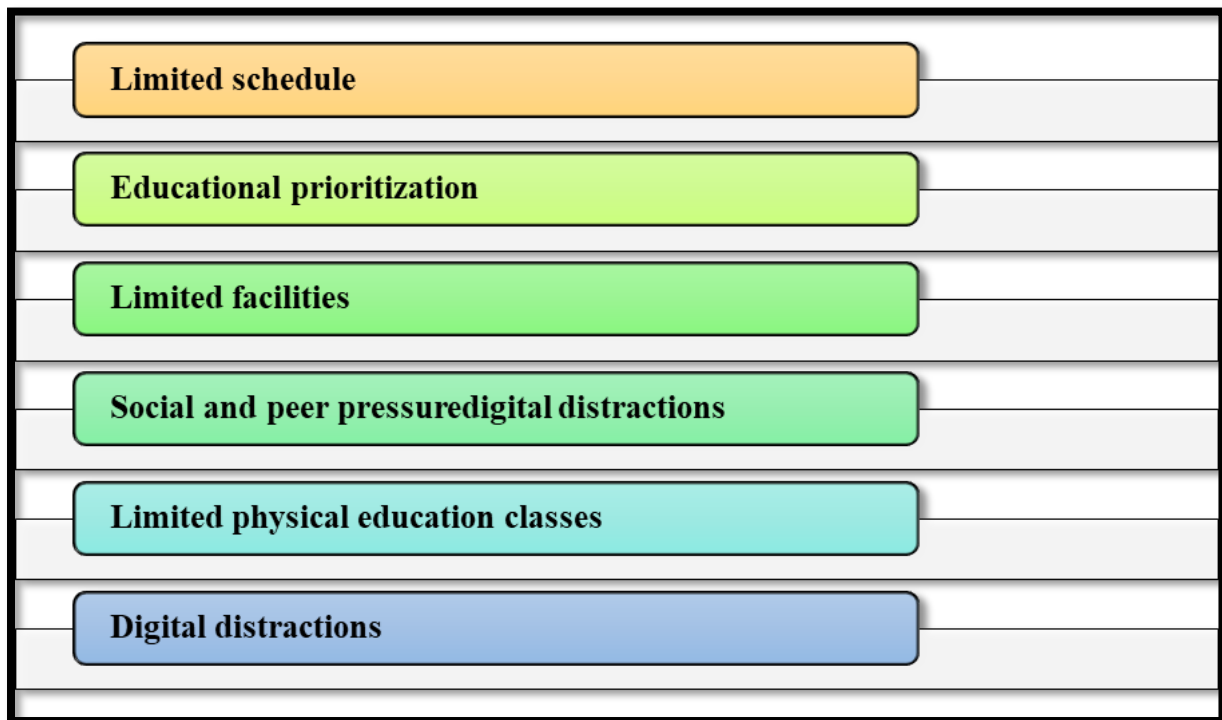 Limited schedule
Educational prioritization
Limited facilities
Social and peer pressuredigital distractions
Limited physical education classes
Digital distractions